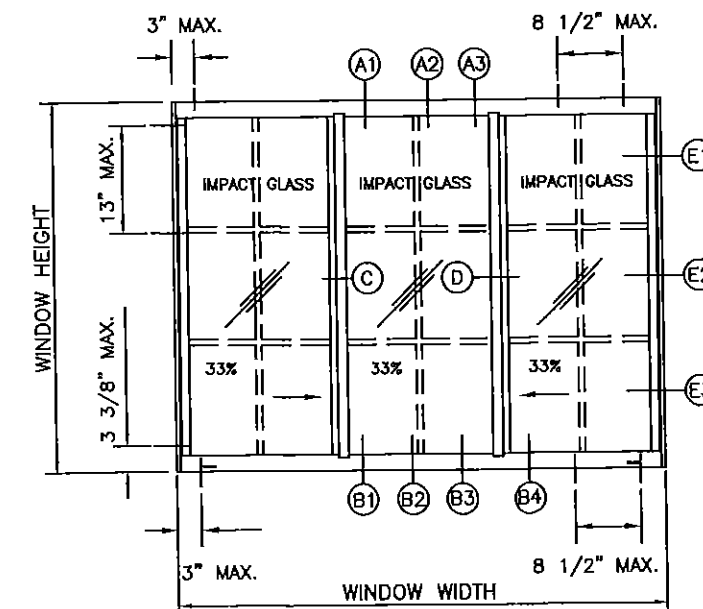 3" MAX.
8 1/2" MAX.
A1
A2
A3
E1
IMPACT GLASS
IMPACT GLASS
IMPACT GLASS
13" MAX.
WINDOW HEIGHT
C
D
E2
3 3/8" MAX.
33%
33%
33%
E3
B1
B2
B3
B4
3" MAX.
8 1/2" MAX.
WINDOW WIDTH